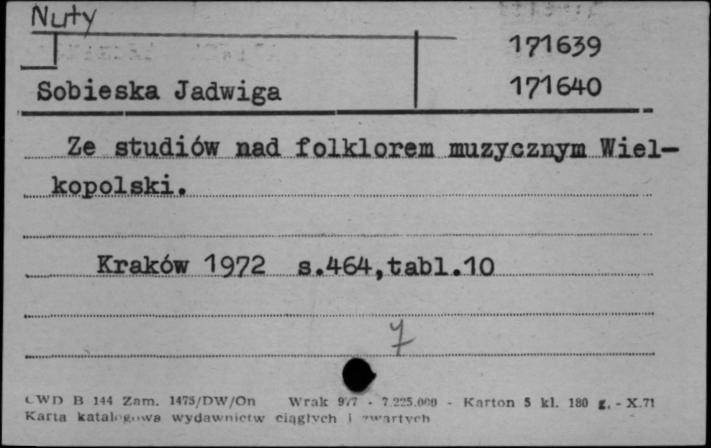 Nuty
171639
Sobieska Jadwiga 171640
Ze studiów nad folklorem muzycznym Wiel-
kopolski.
Kraków 1972 s.464,tabl.10
7
CWD B 144 Zam. 1475/DW/On Wrak 977 - 7.225.000 - Karton 5 kl. 180 g. - X.71
Karta katalogowa wydawnictw ciągłych i zwartych